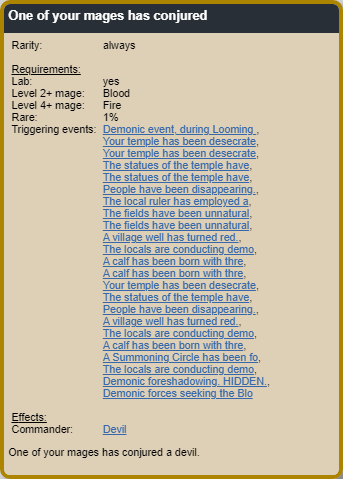 One of your mages has conjured
Rarity: always
Requirements:
Lab: yes
Level 2+ mage: Blood
Level 4+ mage: Fire
Rare: 1%
Triggering events: Demonic event, during Looming ,
Your temple has been desecrate,
Your temple has been desecrate,
The statues of the temple have,
The statues of the temple have,
People have been disappearing.,
The local ruler has employed a,
The fields have been unnatural,
The fields have been unnatural,
A village well has turned red.,
The locals are conducting demo,
A calf has been born with thre,
A calf has been born with thre,
Your temple has been desecrate,
The statues of the temple have,
People have been disappearing.,
A village well has turned red.,
The locals are conducting demo,
A calf has been born with thre,
A Summoning Circle has been fo,
The locals are conducting demo,
Demonic foreshadowing. HIDDEN.,
Demonic forces seeking the Blo
Effects:
Commander: Devil
One of your mages has conjured a devil.